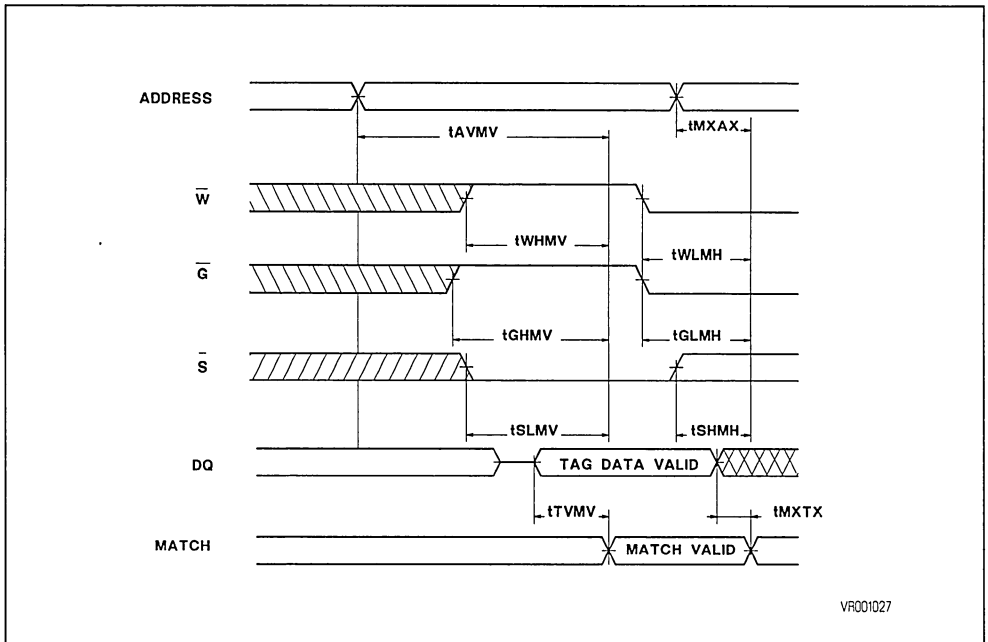 ADDRESS
tAVMV
tMXAX
W̅
tWHMV
tWLMH
G̅
tGHMV
tGLMH
S̅
tSLMV
tSHMH
DQ
TAG DATA VALID
tTVMV
tMXTX
MATCH
MATCH VALID
VR001027